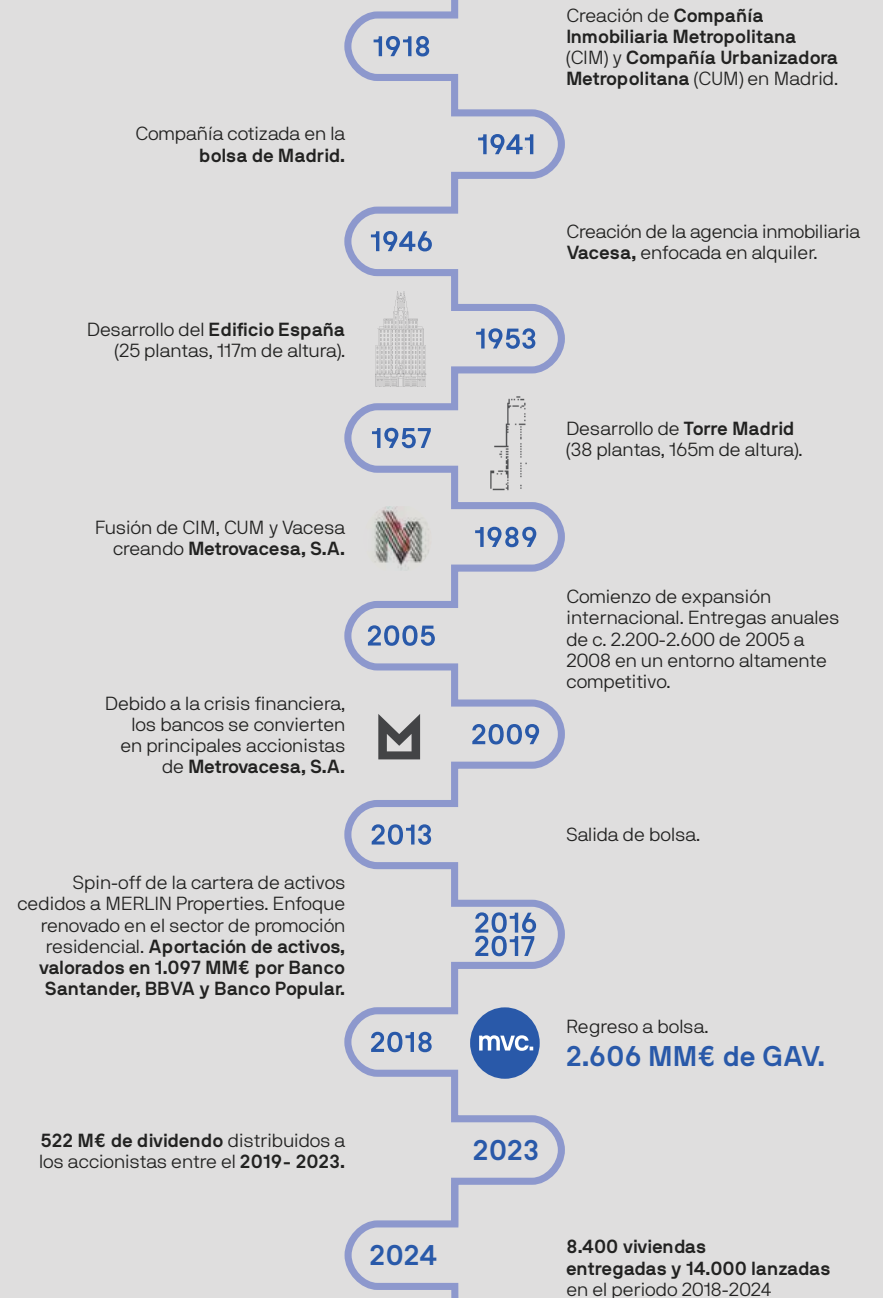 1918
Creación de Compañía
Inmobiliaria Metropolitana
(CIM) y Compañía Urbanizadora
Metropolitana (CUM) en Madrid.
Compañía cotizada en la
bolsa de Madrid.
1941
1946
Creación de la agencia inmobiliaria
Vacesa, enfocada en alquiler.
Desarrollo del Edificio España
(25 plantas, 117m de altura).
1953
1957
Desarrollo de Torre Madrid
(38 plantas, 165m de altura).
Fusión de CIM, CUM y Vacesa
creando Metrovacesa, S.A.
1989
2005
Comienzo de expansión
internacional. Entregas anuales
de c. 2.200-2.600 de 2005 a
2008 en un entorno altamente
competitivo.
Debido a la crisis financiera,
los bancos se convierten
en principales accionistas
de Metrovacesa, S.A.
2009
2013
Salida de bolsa.
Spin-off de la cartera de activos
cedidos a MERLIN Properties. Enfoque
renovado en el sector de promoción
residencial. Aportación de activos,
valorados en 1.097 MM€ por Banco
Santander, BBVA y Banco Popular.
2016
2017
2018
mvc.
Regreso a bolsa.
2.606 MM€ de GAV.
522 M€ de dividendo distribuidos a
los accionistas entre el 2019- 2023.
2023
2024
8.400 viviendas
entregadas y 14.000 lanzadas
en el periodo 2018-2024